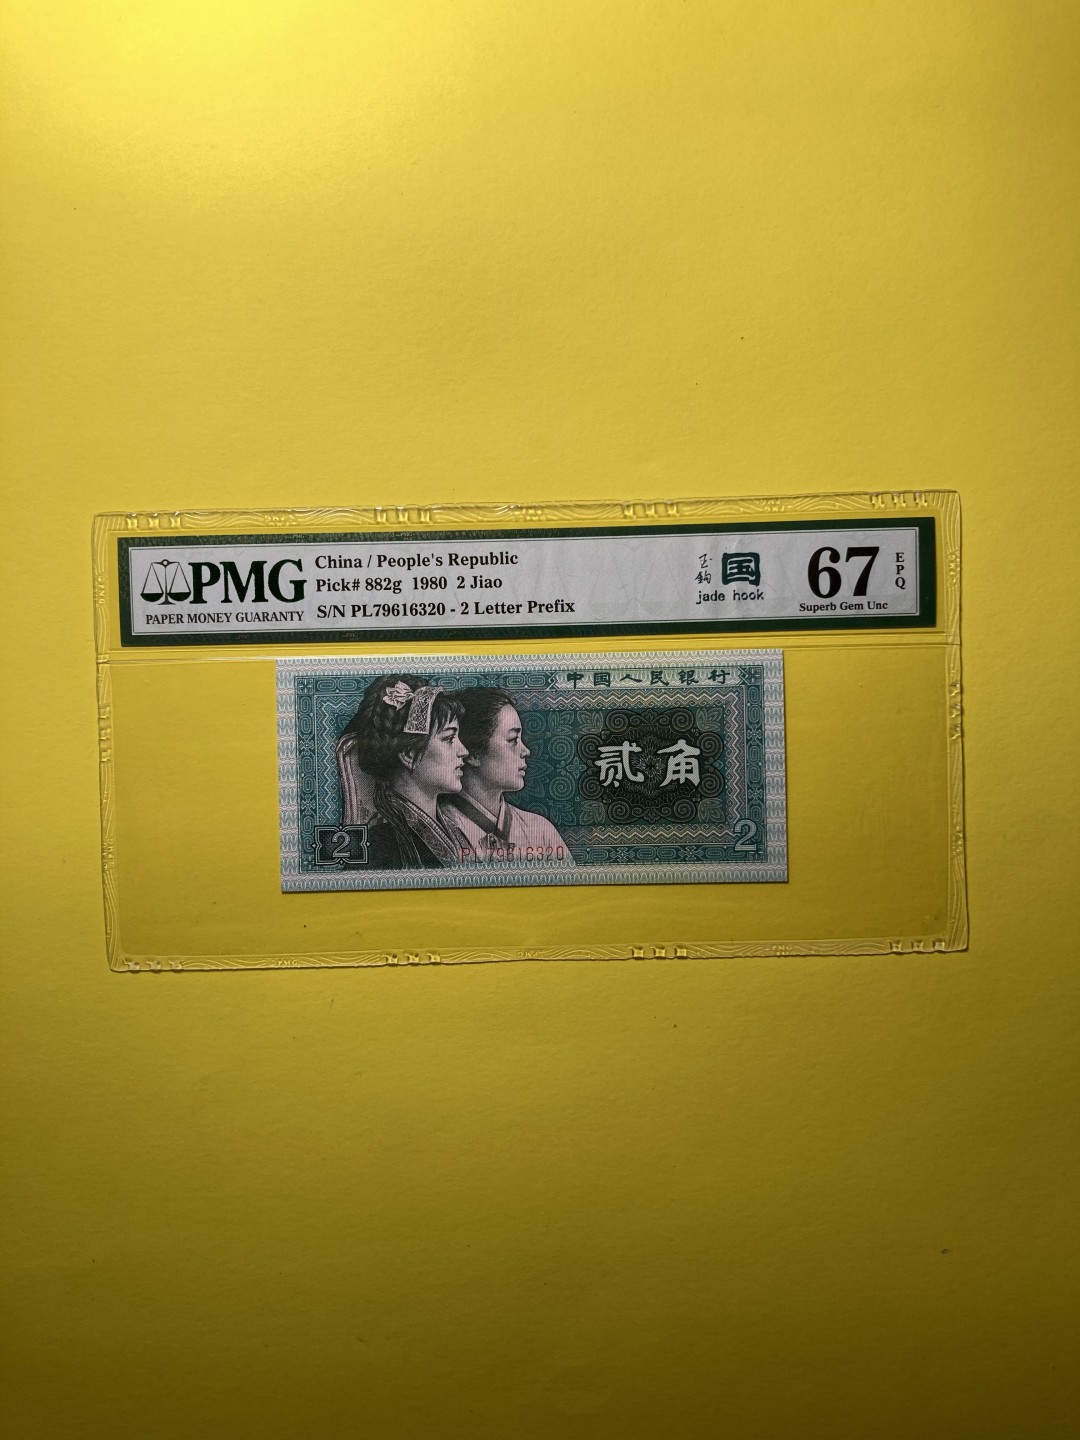 PMG
PAPER MONEY GUARANTY
China / People's Republic
Pick# 882g 1980 2 Jiao
S/N PL79616320 - 2 Letter Prefix
玉钩
国
jade hook
67
EPQ
Superb Gem Unc
中国人民银行
贰角
2
2
PL79616320